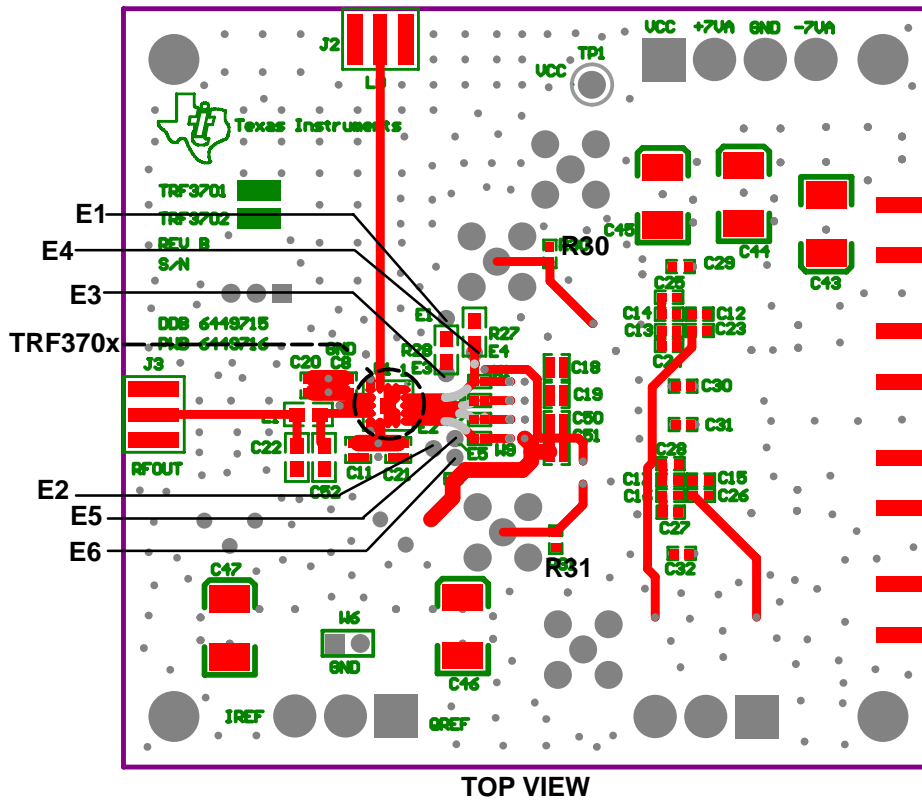 VCC +7VA GND -7VA
J2
LO
TP1
VCC
Texas Instruments
TRF3701
TRF3702
REV B
S/N
E1
E4
E3
TRF370x
DDB 6449715
PWB 6449716
GND
J3
RFOUT
C20 C8
C22
C52
C11
C21
E1
R27
R28
E4
E3
E2
E5
W9
R30
C18
C19
C50
C51
C45
C44
C43
C29
C25
C14
C12
C13
C23
C30
C31
C28
C15
C26
C27
C32
E2
E5
E6
R31
C47
W6
GND
C46
IREF
QREF
TOP VIEW